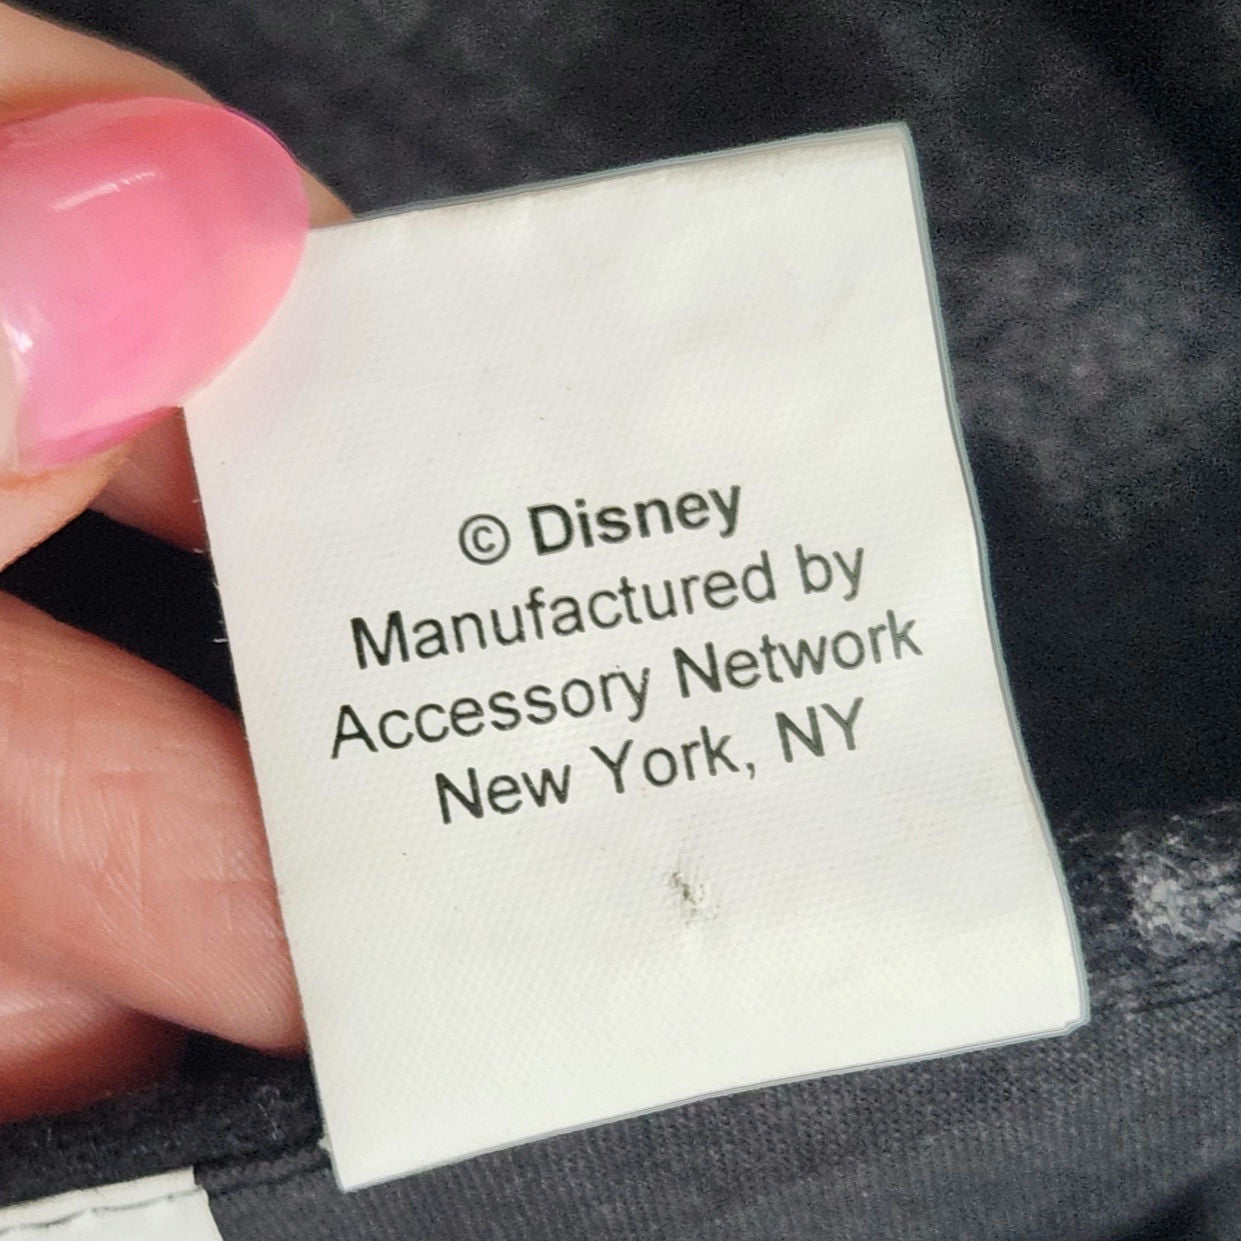 © Disney
Manufactured by
Accessory Network
New York, NY